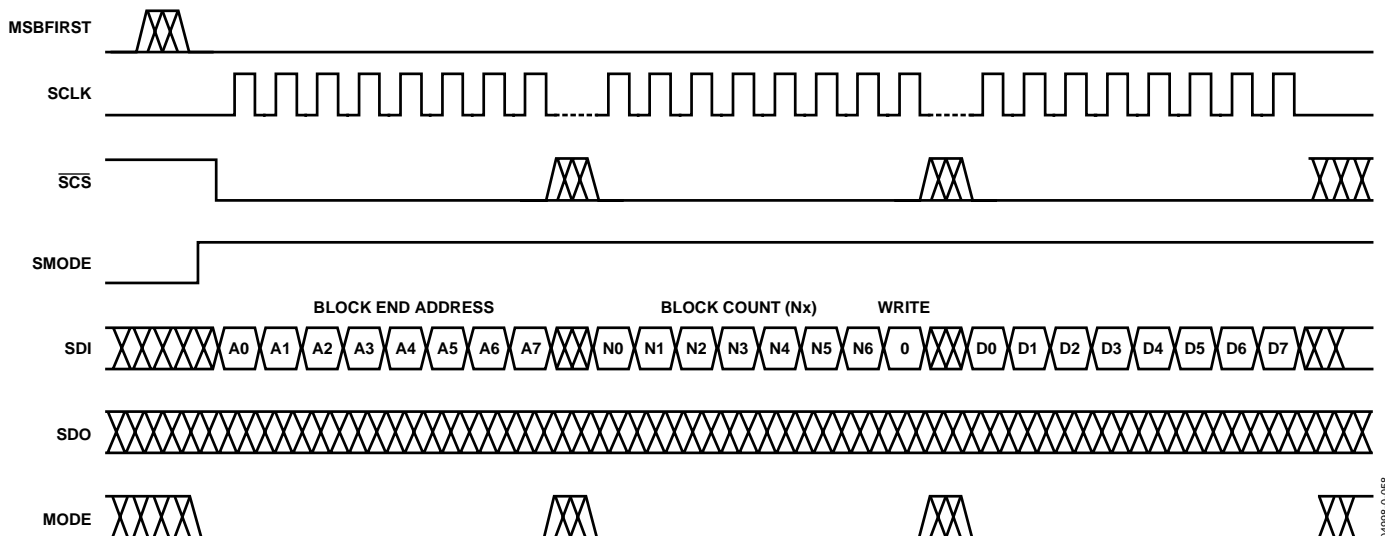 MSBFIRST
SCLK
SCS
SMODE
BLOCK END ADDRESS BLOCK COUNT (Nx) WRITE
SDI A0 A1 A2 A3 A4 A5 A6 A7 N0 N1 N2 N3 N4 N5 N6 0 D0 D1 D2 D3 D4 D5 D6 D7
SDO
MODE